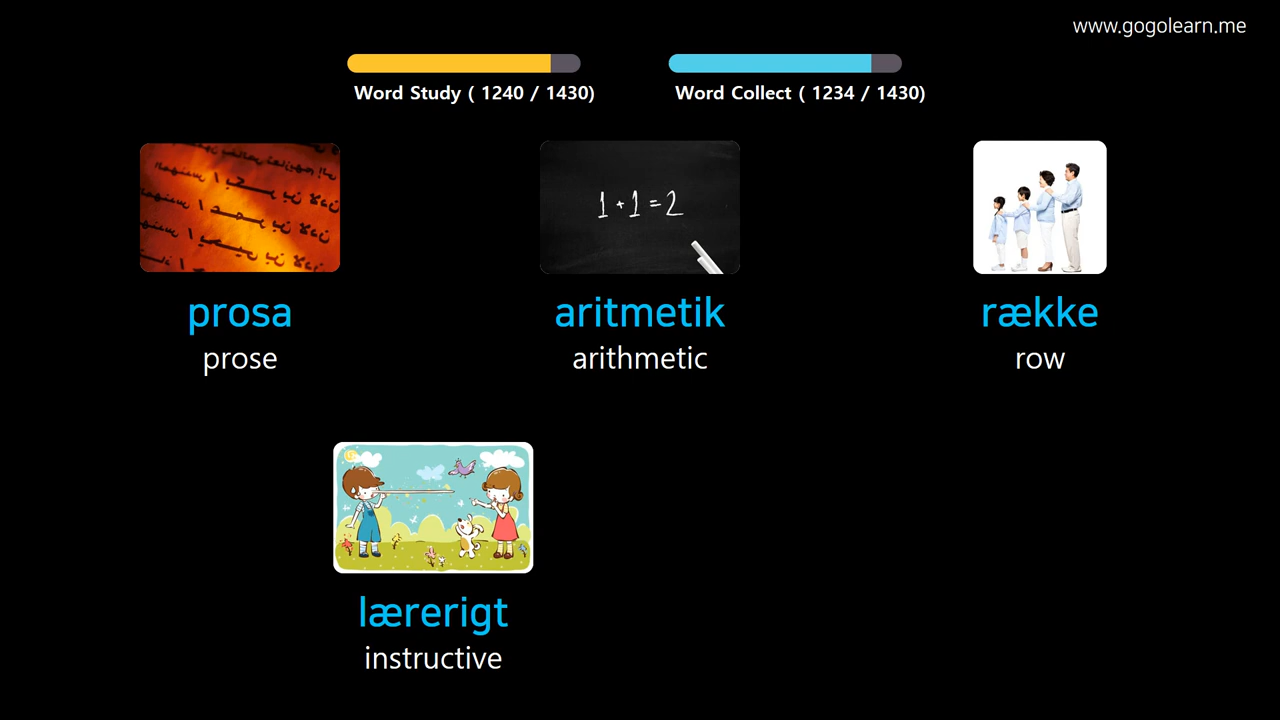 www.gogolearn.me
Word Study ( 1240 / 1430)
Word Collect ( 1234 / 1430)
1+1=2
prosa
prose
aritmetik
arithmetic
række
row
lærerigt
instructive